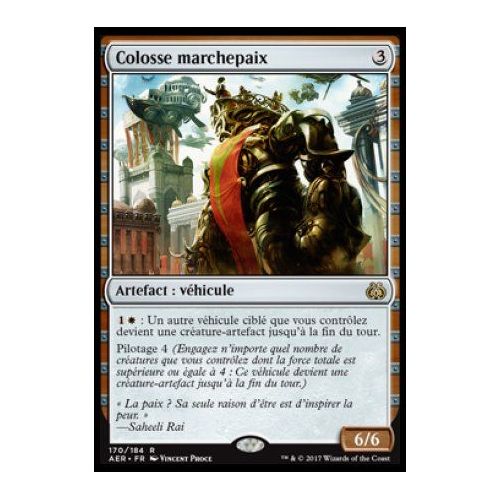 Colosse marchepaix 3
Artefact : véhicule
1 : Un autre véhicule ciblé que vous contrôlez
devient une créature-artefact jusqu'à la fin du tour.
Pilotage 4 (Engagez n'importe quel nombre de
créatures que vous contrôlez dont la force totale est
supérieure ou égale à 4 : Ce véhicule devient une
créature-artefact jusqu'à la fin du tour.)
« La paix ? Sa seule raison d'être est d'inspirer la
peur. »
—Saheeli Rai
6/6
170/184 R
AER • FR Vincent Proce
™ & © 2017 Wizards of the Coast